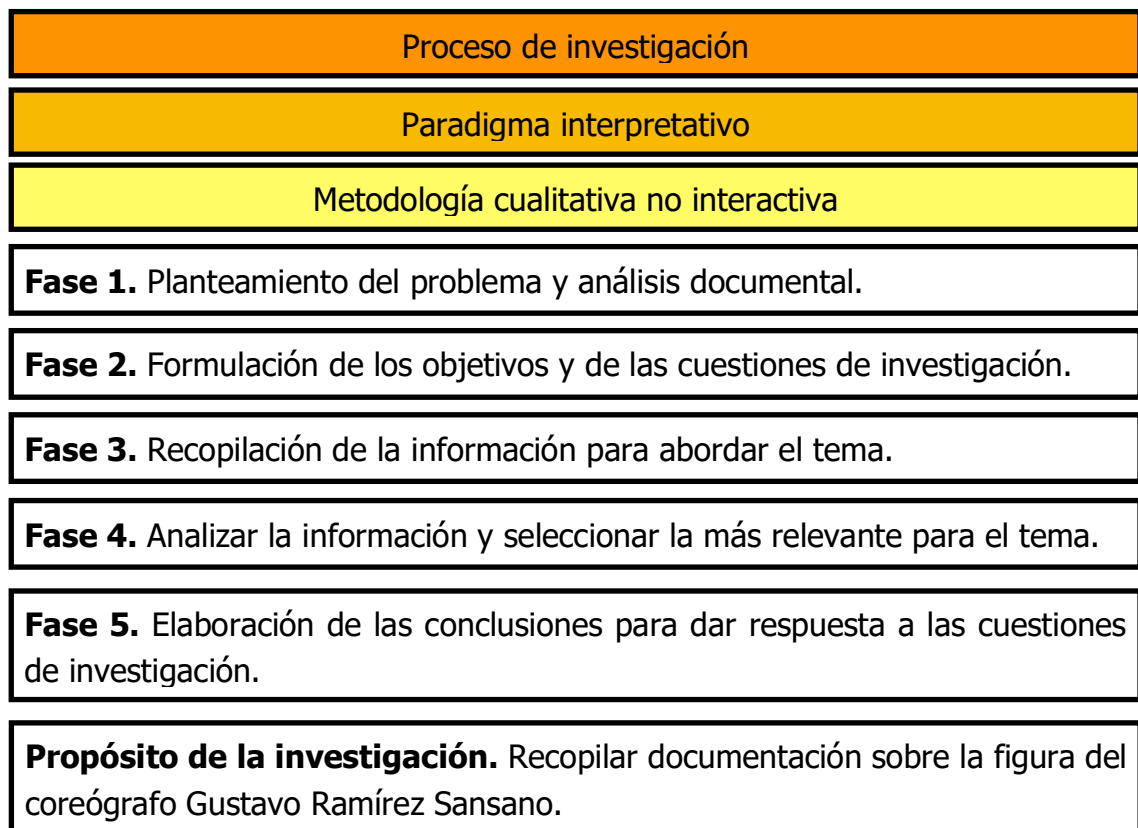 Proceso de investigación
Paradigma interpretativo
Metodología cualitativa no interactiva
Fase 1. Planteamiento del problema y análisis documental.
Fase 2. Formulación de los objetivos y de las cuestiones de investigación.
Fase 3. Recopilación de la información para abordar el tema.
Fase 4. Analizar la información y seleccionar la más relevante para el tema.
Fase 5. Elaboración de las conclusiones para dar respuesta a las cuestiones
de investigación.
Propósito de la investigación. Recopilar documentación sobre la figura del
coreógrafo Gustavo Ramírez Sansano.